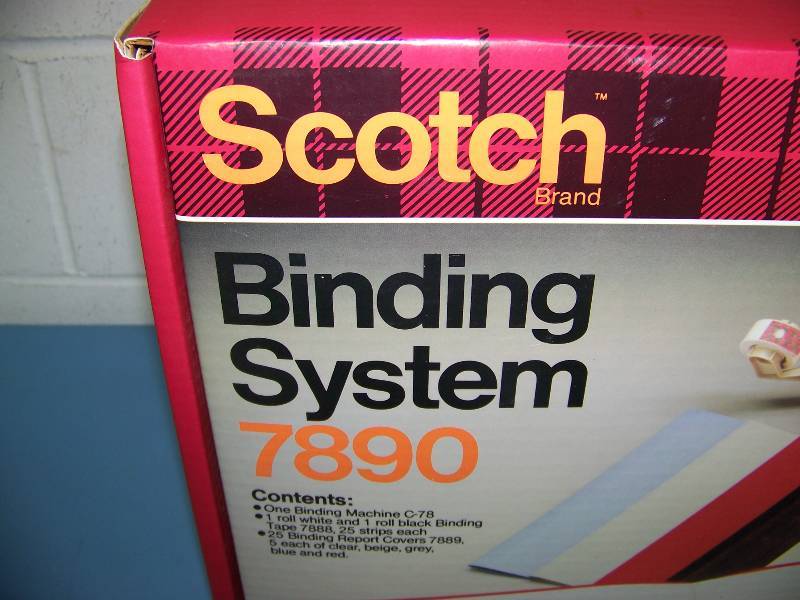 Scotch™
Brand
Binding
System
7890
Contents:
• One Binding Machine C-78
• 1 roll white and 1 roll black Binding
Tape 7888, 25 strips each
• 25 Binding Report Covers 7889,
5 each of clear, beige, grey,
blue and red.